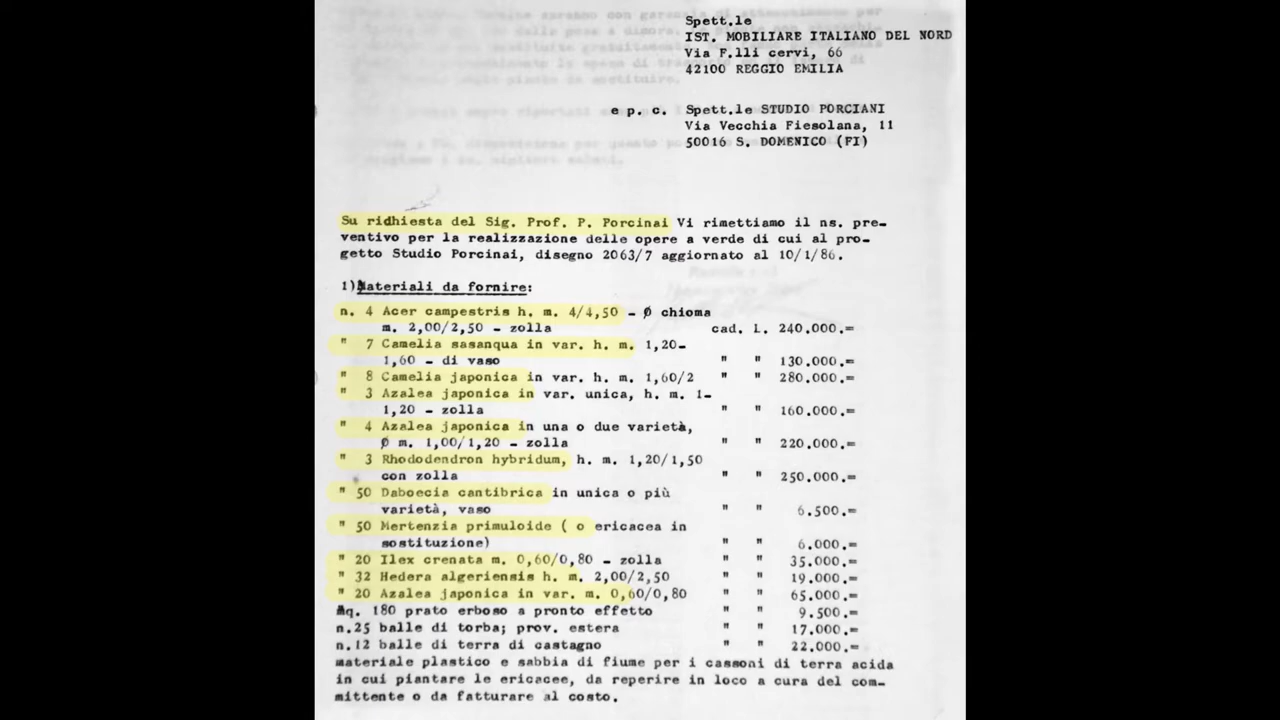 Spett.le
IST. MOBILIARE ITALIANO DEL NORD
Via F.lli cervi, 66
42100 REGGIO EMILIA
e p. c. Spett.le STUDIO PORCIANI
Via Vecchia Fiesolana, 11
50016 S. DOMENICO (FI)
Su ridhiesta del Sig. Prof. P. Porcinai Vi rimettiamo il ns. pre-
ventivo per la realizzazione delle opere a verde di cui al pro-
getto Studio Porcinai, disegno 2063/7 aggiornato al 10/1/86.
1) Materiali da fornire:
n. 4 Acer campestris h. m. 4/4,50 - Ø chioma
m. 2,00/2,50 - zolla cad. L. 240.000.=
" 7 Camelia sasanqua in var. h. m. 1,20-
1,60 - di vaso " " 130.000.=
" 8 Camelia japonica in var. h. m. 1,60/2 " " 280.000.=
" 3 Azalea japonica in var. unica, h. m. 1-
1,20 - zolla " " 160.000.=
" 4 Azalea japonica in una o due varietà,
Ø m. 1,00/1,20 - zolla " " 220.000.=
" 3 Rhododendron hybridum, h. m. 1,20/1,50
con zolla " " 250.000.=
" 50 Daboecia cantibrica in unica o più
varietà, vaso " " 6.500.=
" 50 Mertenzia primuloide ( o ericacea in
sostituzione) " " 6.000.=
" 20 Ilex crenata m. 0,60/0,80 - zolla " " 35.000.=
" 32 Hedera algeriensis h. m. 2,00/2,50 " " 19.000.=
" 20 Azalea japonica in var. m. 0,60/0,80 " " 65.000.=
Mq. 180 prato erboso a pronto effetto " " 9.500.=
n.25 balle di torba; prov. estera " " 17.000.=
n.12 balle di terra di castagno " " 22.000.=
materiale plastico e sabbia di fiume per i cassoni di terra acida
in cui piantare le ericacee, da reperire in loco a cura del com-
mittente o da fatturare al costo.